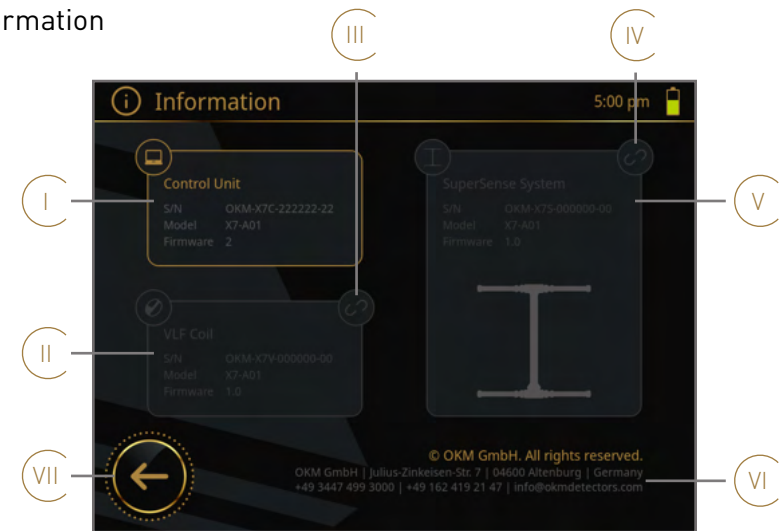 rmation
III
IV
Information
5:00 pm
Control Unit
S/N OKM-X7C-222222-22
Model X7-A01
Firmware 2
SuperSense System
S/N OKM-X7S-000000-00
Model X7-A01
Firmware 1.0
I
V
VLF Coil
S/N OKM-X7V-000000-00
Model X7-A01
Firmware 1.0
II
© OKM GmbH. All rights reserved.
OKM GmbH | Julius-Zinkeisen-Str. 7 | 04600 Altenburg | Germany
+49 3447 499 3000 | +49 162 419 21 47 | info@okmdetectors.com
VII
VI